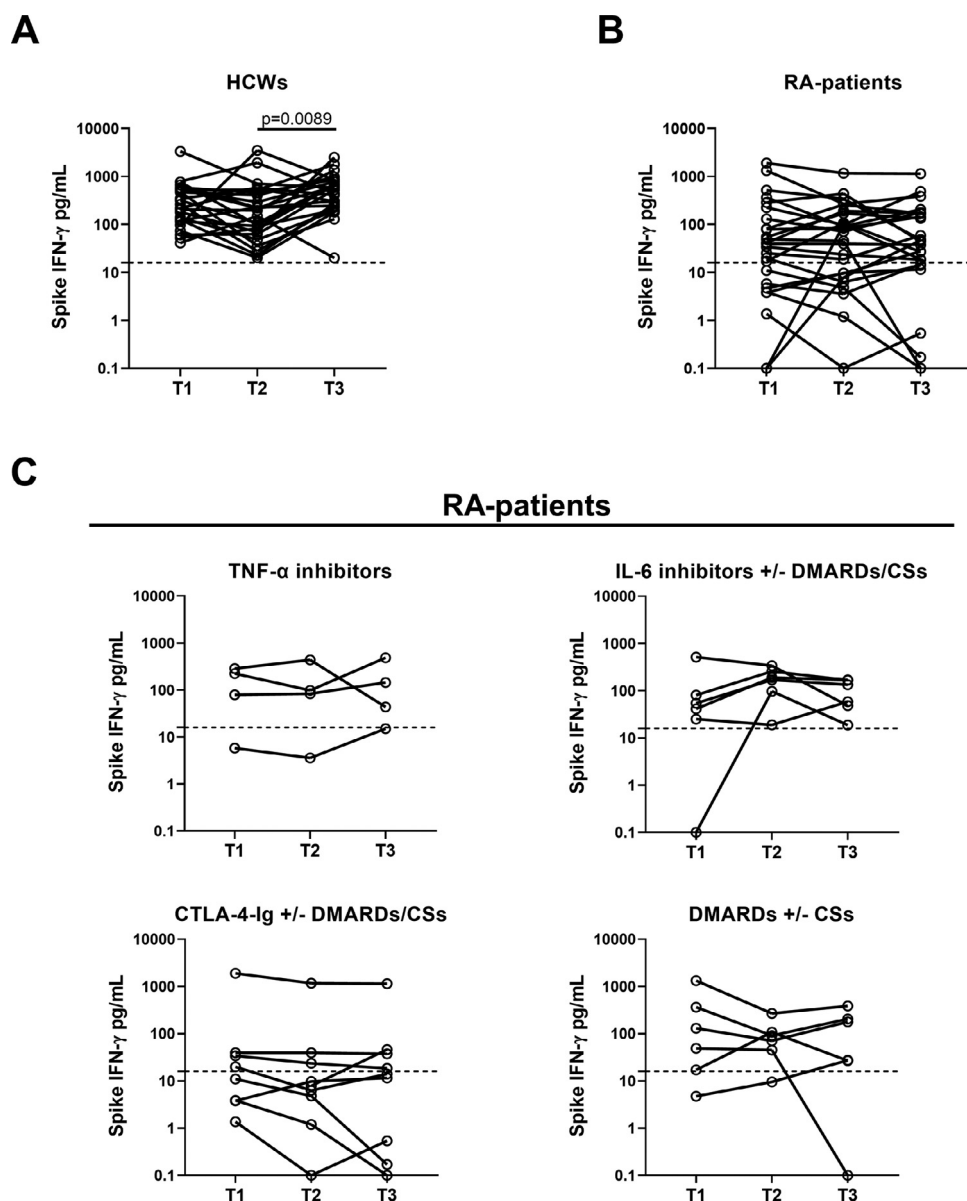 A
HCWs
p=0.0089
10000
1000
100
10
1
0.1
Spike IFN-γ pg/mL
T1 T2 T3
B
RA-patients
10000
1000
100
10
1
0.1
Spike IFN-γ pg/mL
T1 T2 T3
C
RA-patients
TNF-α inhibitors
10000
1000
100
10
1
0.1
Spike IFN-γ pg/mL
T1 T2 T3
IL-6 inhibitors +/- DMARDs/CSs
10000
1000
100
10
1
0.1
Spike IFN-γ pg/mL
T1 T2 T3
CTLA-4-Ig +/- DMARDs/CSs
10000
1000
100
10
1
0.1
Spike IFN-γ pg/mL
T1 T2 T3
DMARDs +/- CSs
10000
1000
100
10
1
0.1
Spike IFN-γ pg/mL
T1 T2 T3